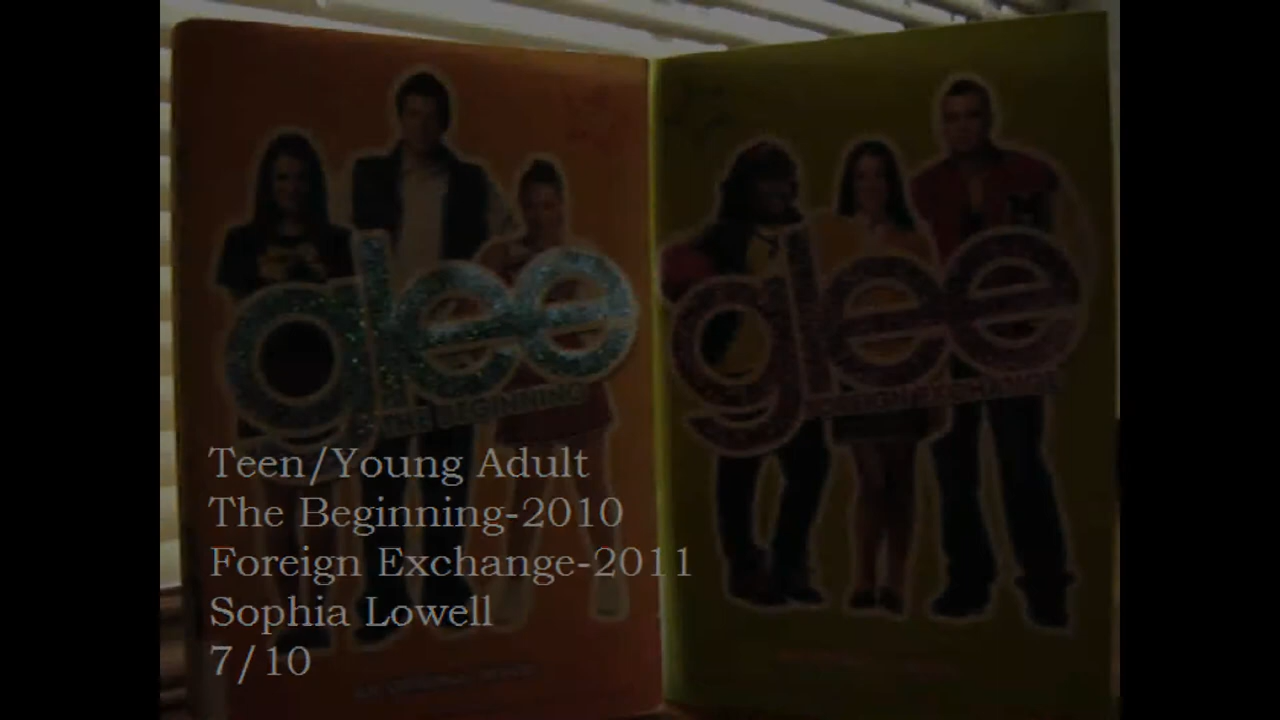 glee glee
THE BEGINNING FOREIGN EXCHANGE
Teen/Young Adult
The Beginning-2010
Foreign Exchange-2011
Sophia Lowell
7/10